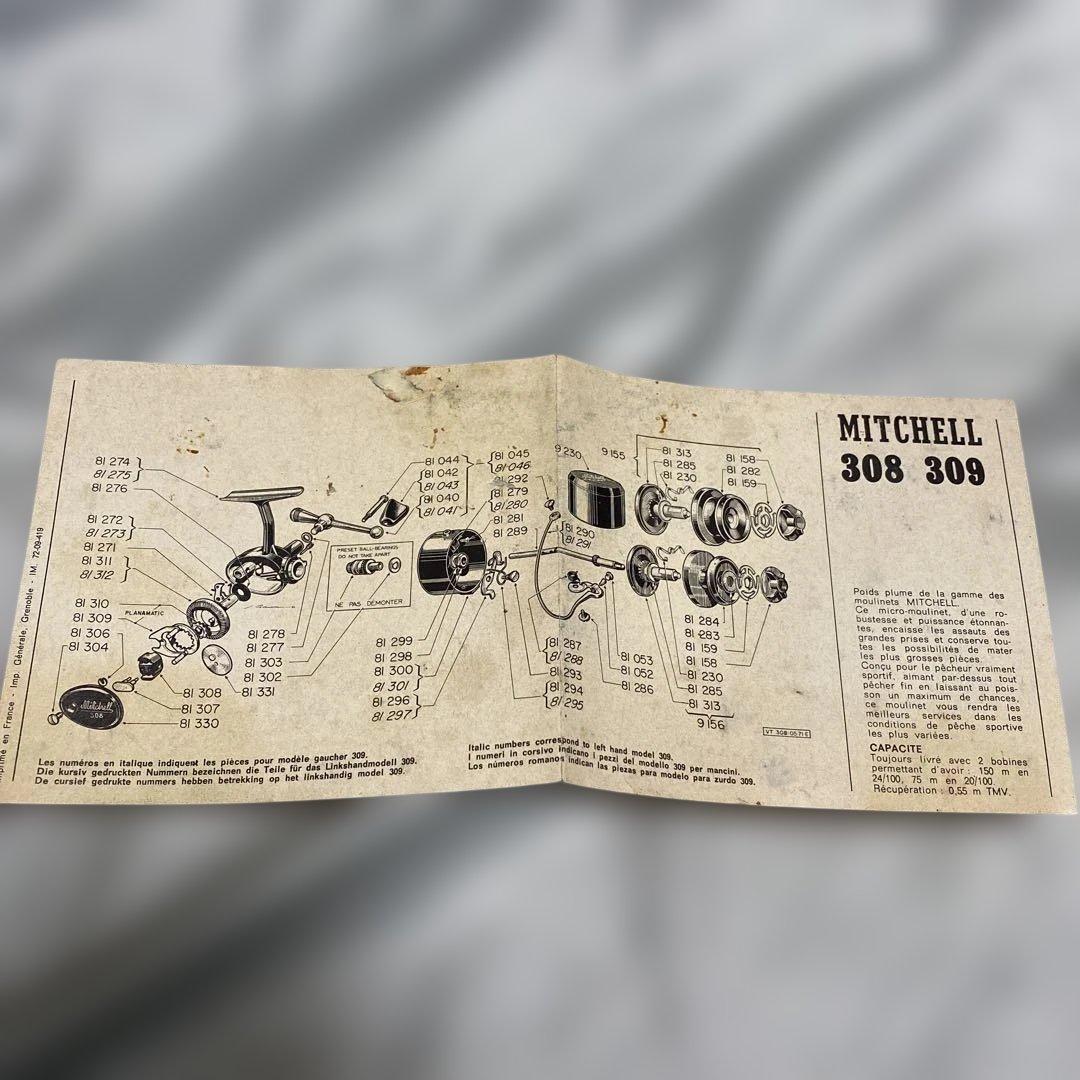 MITCHELL
308 309
81 274
81 275
81 276
81 272
81 273
81 271
81 311
81 312
81 310
81 309
PLANAMATIC
81 306
81 304
Mitchell
308
81 308
81 307
81 330
81 278
81 277
81 303
81 302
81 331
PRESET BALL-BEARINGS
DO NOT TAKE APART
NE PAS DÉMONTER
81 044
81 042
81 043
81 040
81 041
81 045
81 046
81 292
81 279
81 280
81 281
81 289
81 299
81 298
81 300
81 301
81 296
81 297
9 230
9 155
81 313
81 285
81 230
81 158
81 282
81 159
81 290
81 291
81 287
81 288
81 293
81 294
81 295
81 053
81 052
81 286
81 284
81 283
81 159
81 158
81 230
81 285
81 313
9 156
VT 308-0571E
Poids plume de la gamme des
moulinets MITCHELL.
Ce micro-moulinet, d'une ro-
bustesse et puissance étonnan-
tes, encaisse les assauts des
grandes prises et conserve tou-
tes les possibilités de mater
les plus grosses pièces.
Conçu pour le pêcheur vraiment
sportif, aimant par-dessus tout
pêcher fin en laissant au pois-
son un maximum de chances,
ce moulinet vous rendra les
meilleurs services dans les
conditions de pêche sportive
les plus variées.
CAPACITE
Toujours livré avec 2 bobines
permettant d'avoir : 150 m en
24/100, 75 m en 20/100
Récupération : 0,55 m TMV.
Les numéros en italique indiquent les pièces pour modèle gaucher 309.
Die kursiv gedruckten Nummern bezeichnen die Teile für das Linkshandmodell 309.
De cursief gedrukte nummers hebben betrekking op het linkshandig model 309.
Italic numbers correspond to left hand model 309.
I numeri in corsivo indicano i pezzi del modello 309 per mancini.
Los números romanos indican las piezas para modelo para zurdo 309.
imprimé en France - Imp. Générale, Grenoble - IM. 72-09-4119